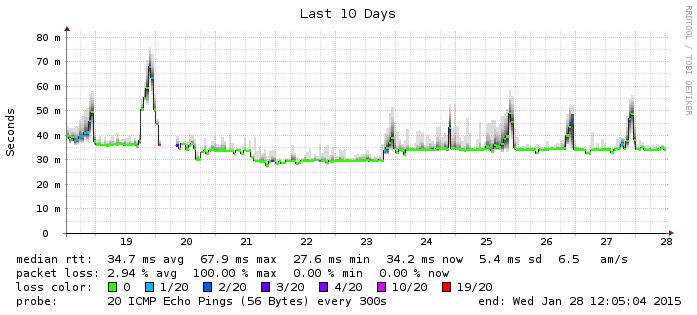 Last 10 Days
RRDTOOL / TOBI OETIKER
Seconds
80 m
70 m
60 m
50 m
40 m
30 m
20 m
10 m
0
19 20 21 22 23 24 25 26 27 28
median rtt: 34.7 ms avg 67.9 ms max 27.6 ms min 34.2 ms now 5.4 ms sd 6.5 am/s
packet loss: 2.94 % avg 100.00 % max 0.00 % min 0.00 % now
loss color: 0 1/20 2/20 3/20 4/20 10/20 19/20
probe: 20 ICMP Echo Pings (56 Bytes) every 300s end: Wed Jan 28 12:05:04 2015